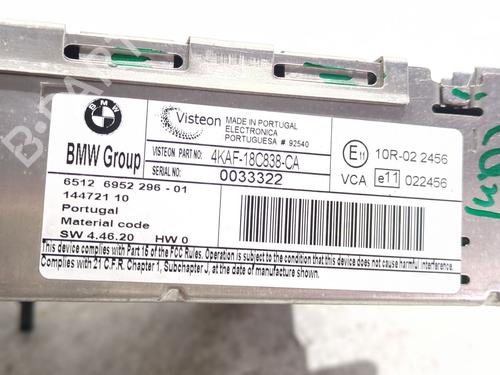 BMW
BMW Group
Visteon
MADE IN PORTUGAL
ELECTRONICA
PORTUGUESA # 92540
VISTEON PART NO: 4KAF-18C838-CA
SERIAL NO: 0033322
E11 10R-02 2456
VCA e11 022456
6512 6952 296 - 01
144721 10
Portugal
Material code
SW 4.46.20 HW 0
This device complies with Part 15 of the FCC Rules. Operation is subject to the condition that this device does not cause harmful interference.
Complies with 21 C.F.R. Chapter 1, Subchapter J, at the date of manufacture.
B-PARTS